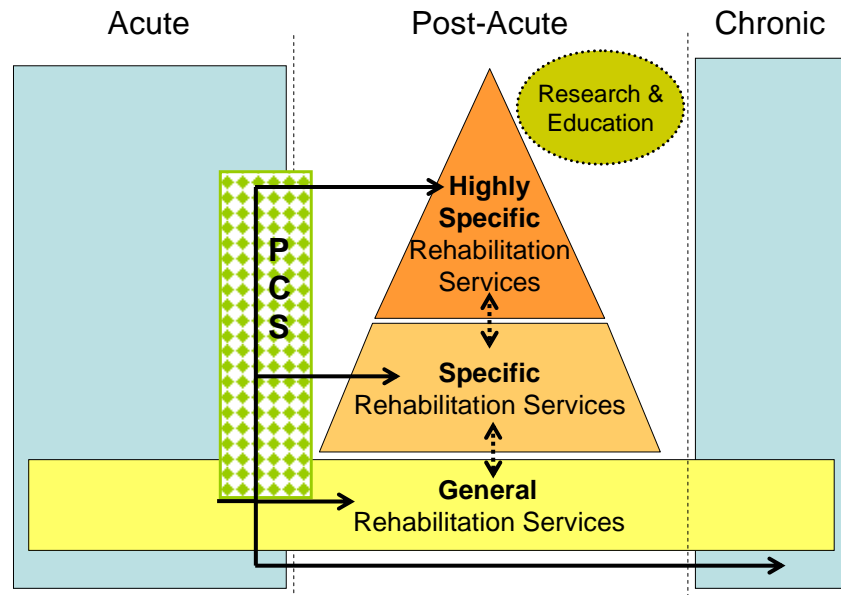 Acute
Post-Acute
Chronic
Research &
Education
Highly
Specific
Rehabilitation
Services
P
C
S
Specific
Rehabilitation Services
General
Rehabilitation Services